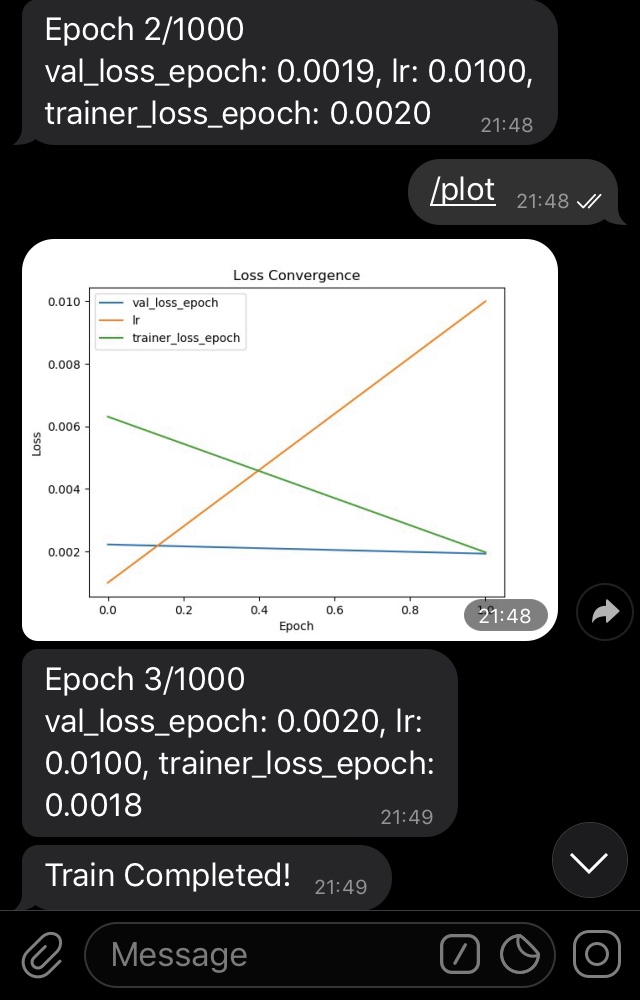 Epoch 2/1000
val_loss_epoch: 0.0019, lr: 0.0100,
trainer_loss_epoch: 0.0020
21:48
/plot
21:48
Loss Convergence
0.010
0.008
0.006
0.004
0.002
Loss
val_loss_epoch
lr
trainer_loss_epoch
0.0 0.2 0.4 0.6 0.8
Epoch
21:48
Epoch 3/1000
val_loss_epoch: 0.0020, lr:
0.0100, trainer_loss_epoch:
0.0018
21:49
Train Completed!
21:49
Message